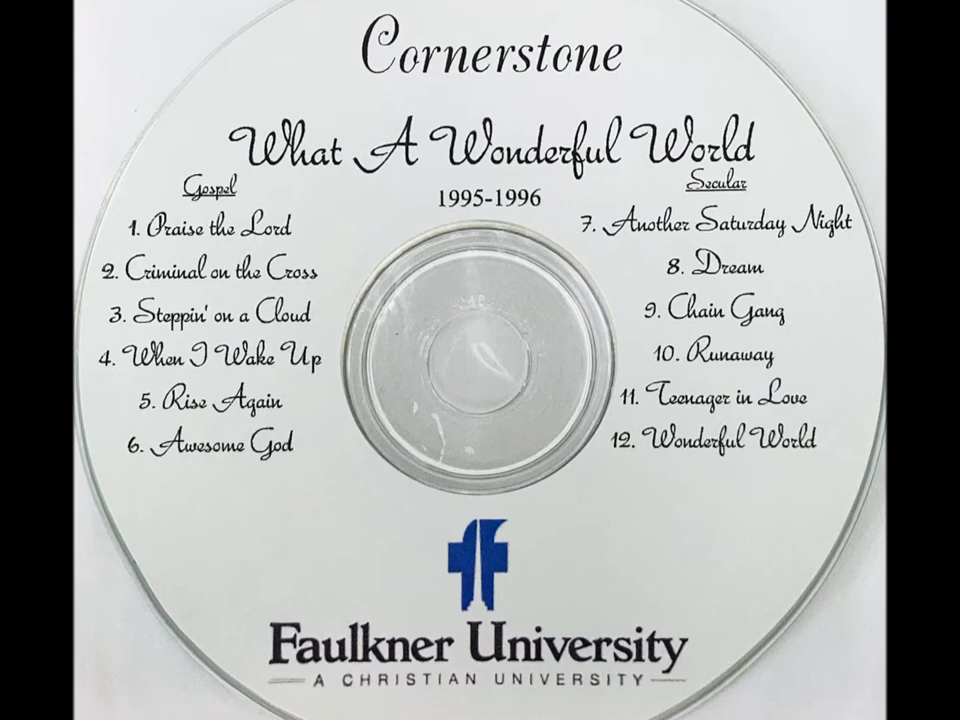 Cornerstone
What A Wonderful World
1995-1996
Gospel
1. Praise the Lord
2. Criminal on the Cross
3. Steppin' on a Cloud
4. When I Wake Up
5. Rise Again
6. Awesome God
Secular
7. Another Saturday Night
8. Dream
9. Chain Gang
10. Runaway
11. Teenager in Love
12. Wonderful World
Faulkner University
A CHRISTIAN UNIVERSITY